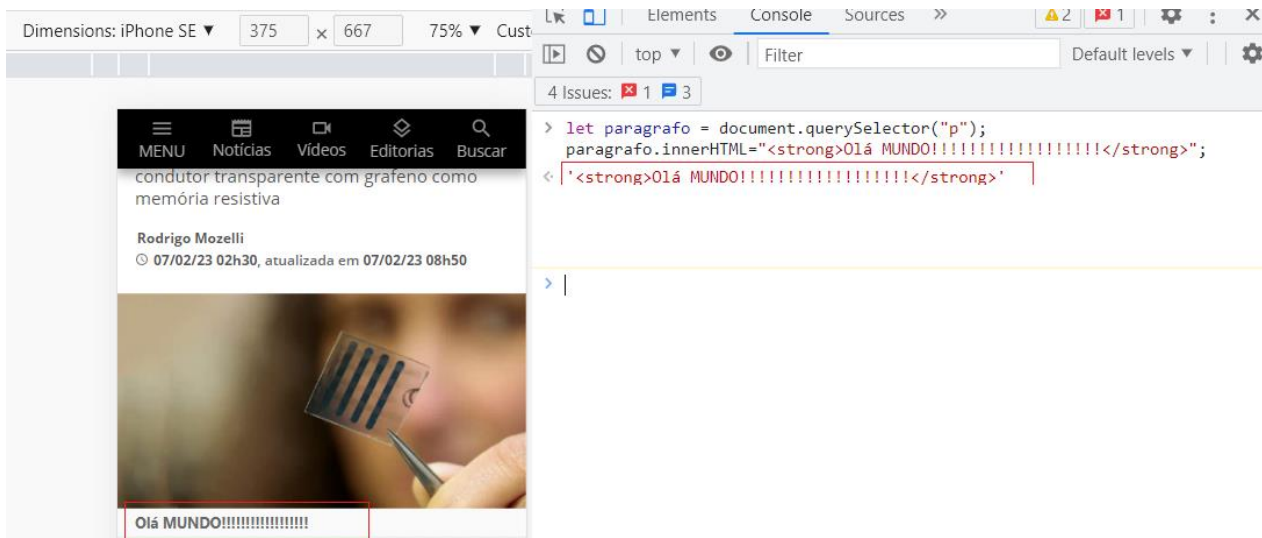 Dimensions: iPhone SE ▼ 375 × 667 75% ▼
Elements Console Sources » 2 1
top ▼ Filter Default levels ▼
4 Issues: 1 3
MENU Notícias Vídeos Editorias Buscar
condutor transparente com grafeno como
memória resistiva
Rodrigo Mozelli
07/02/23 02h30, atualizada em 07/02/23 08h50
Olá MUNDO!!!!!!!!!!!!!!!!!!
> let paragrafo = document.querySelector("p");
paragrafo.innerHTML="<strong>Olá MUNDO!!!!!!!!!!!!!!!!!!</strong>";
'<strong>Olá MUNDO!!!!!!!!!!!!!!!!!!</strong>'
>